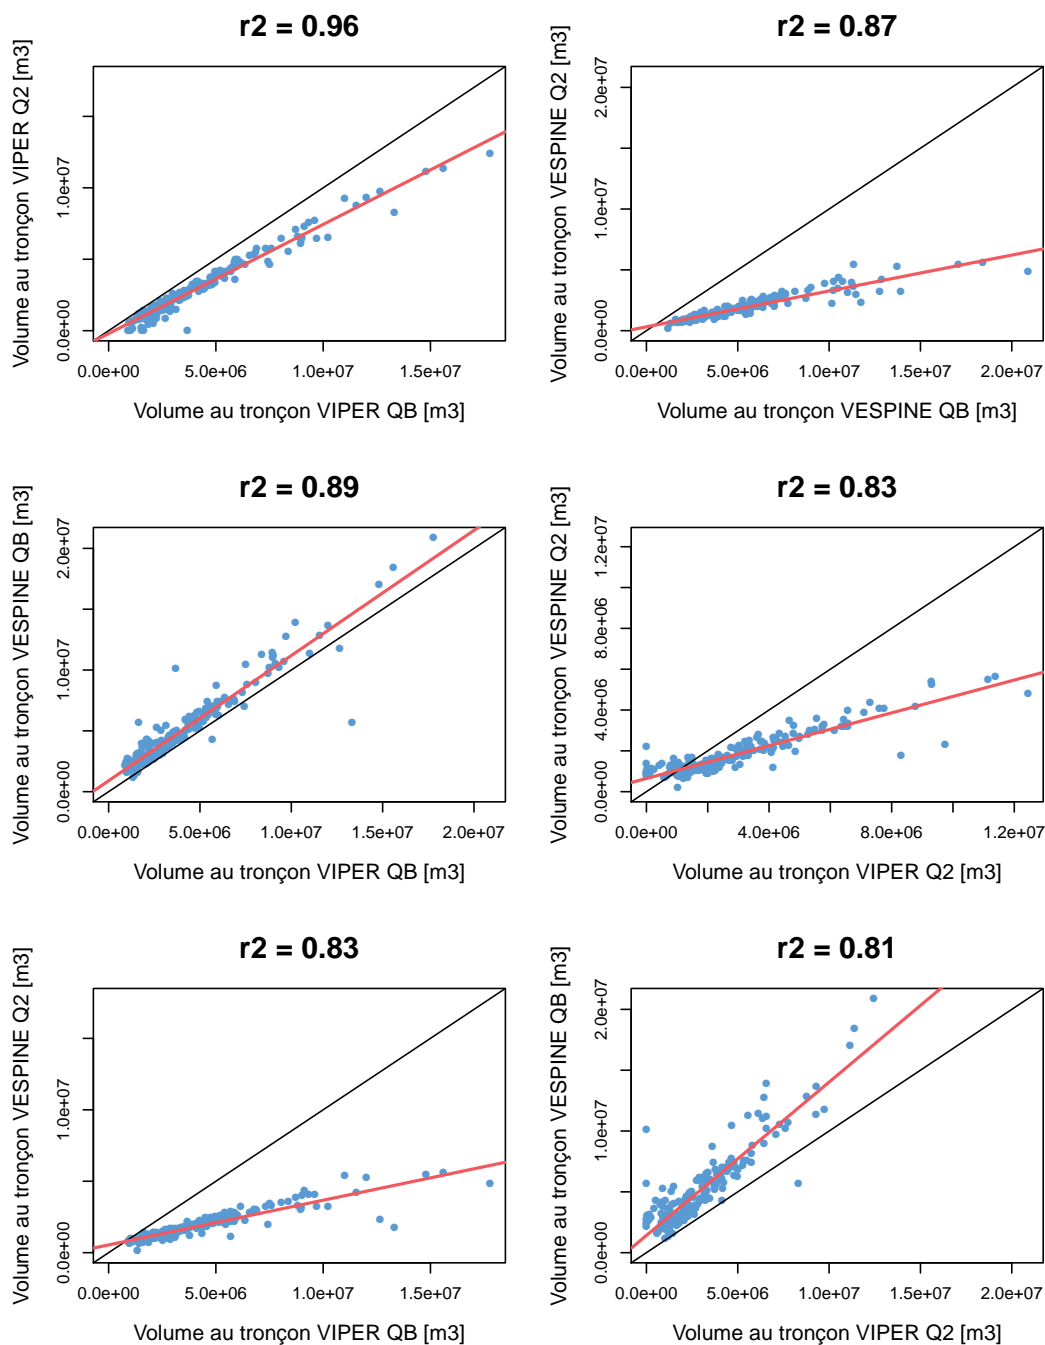 r2 = 0.96
Volume au tronçon VIPER Q2 [m3]
0.0e+00
1.0e+07
0.0e+00 5.0e+06 1.0e+07 1.5e+07
Volume au tronçon VIPER QB [m3]
r2 = 0.87
Volume au tronçon VESPINE Q2 [m3]
0.0e+00
1.0e+07
2.0e+07
0.0e+00 5.0e+06 1.0e+07 1.5e+07 2.0e+07
Volume au tronçon VESPINE QB [m3]
r2 = 0.89
Volume au tronçon VESPINE QB [m3]
0.0e+00
1.0e+07
2.0e+07
0.0e+00 5.0e+06 1.0e+07 1.5e+07 2.0e+07
Volume au tronçon VIPER QB [m3]
r2 = 0.83
Volume au tronçon VESPINE Q2 [m3]
0.0e+00
4.0e+06
8.0e+06
1.2e+07
0.0e+00 4.0e+06 8.0e+06 1.2e+07
Volume au tronçon VIPER Q2 [m3]
r2 = 0.83
Volume au tronçon VESPINE Q2 [m3]
0.0e+00
1.0e+07
0.0e+00 5.0e+06 1.0e+07 1.5e+07
Volume au tronçon VIPER QB [m3]
r2 = 0.81
Volume au tronçon VESPINE QB [m3]
0.0e+00
1.0e+07
2.0e+07
0.0e+00 5.0e+06 1.0e+07 1.5e+07 2.0e+07
Volume au tronçon VIPER Q2 [m3]